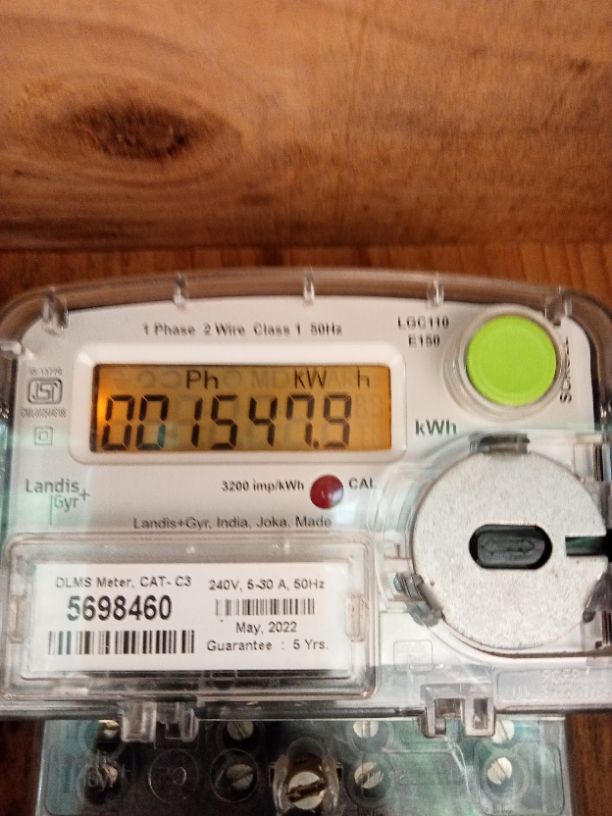 1 Phase 2 Wire Class 1 50Hz
LGC110
E150
SCROLL
Ph KW h
001547.9
kWh
Landis
Gyr+
3200 imp/kWh CAL
Landis+Gyr, India, Joka, Made
DLMS Meter, CAT- C3
5698460
240V, 5-30 A, 50Hz
May, 2022
Guarantee : 5 Yrs.